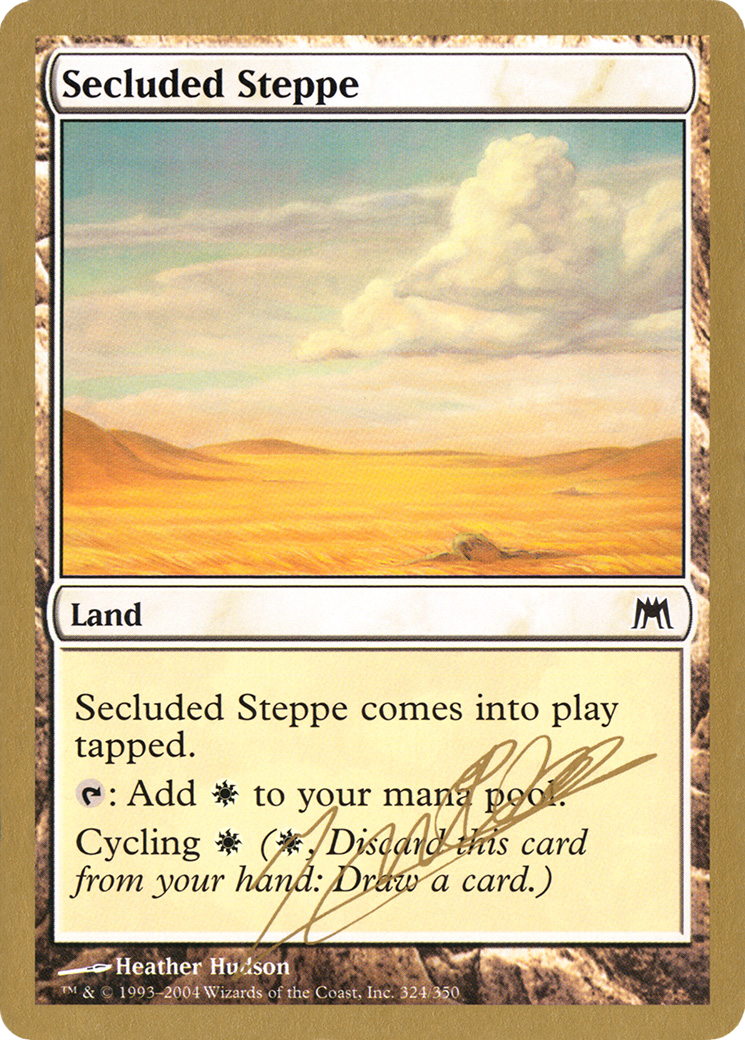 Secluded Steppe
Land
Secluded Steppe comes into play
tapped.
: Add to your mana pool.
Cycling ( , Discard this card
from your hand: Draw a card.)
Heather Hudson
™ & © 1993–2004 Wizards of the Coast, Inc. 324/350